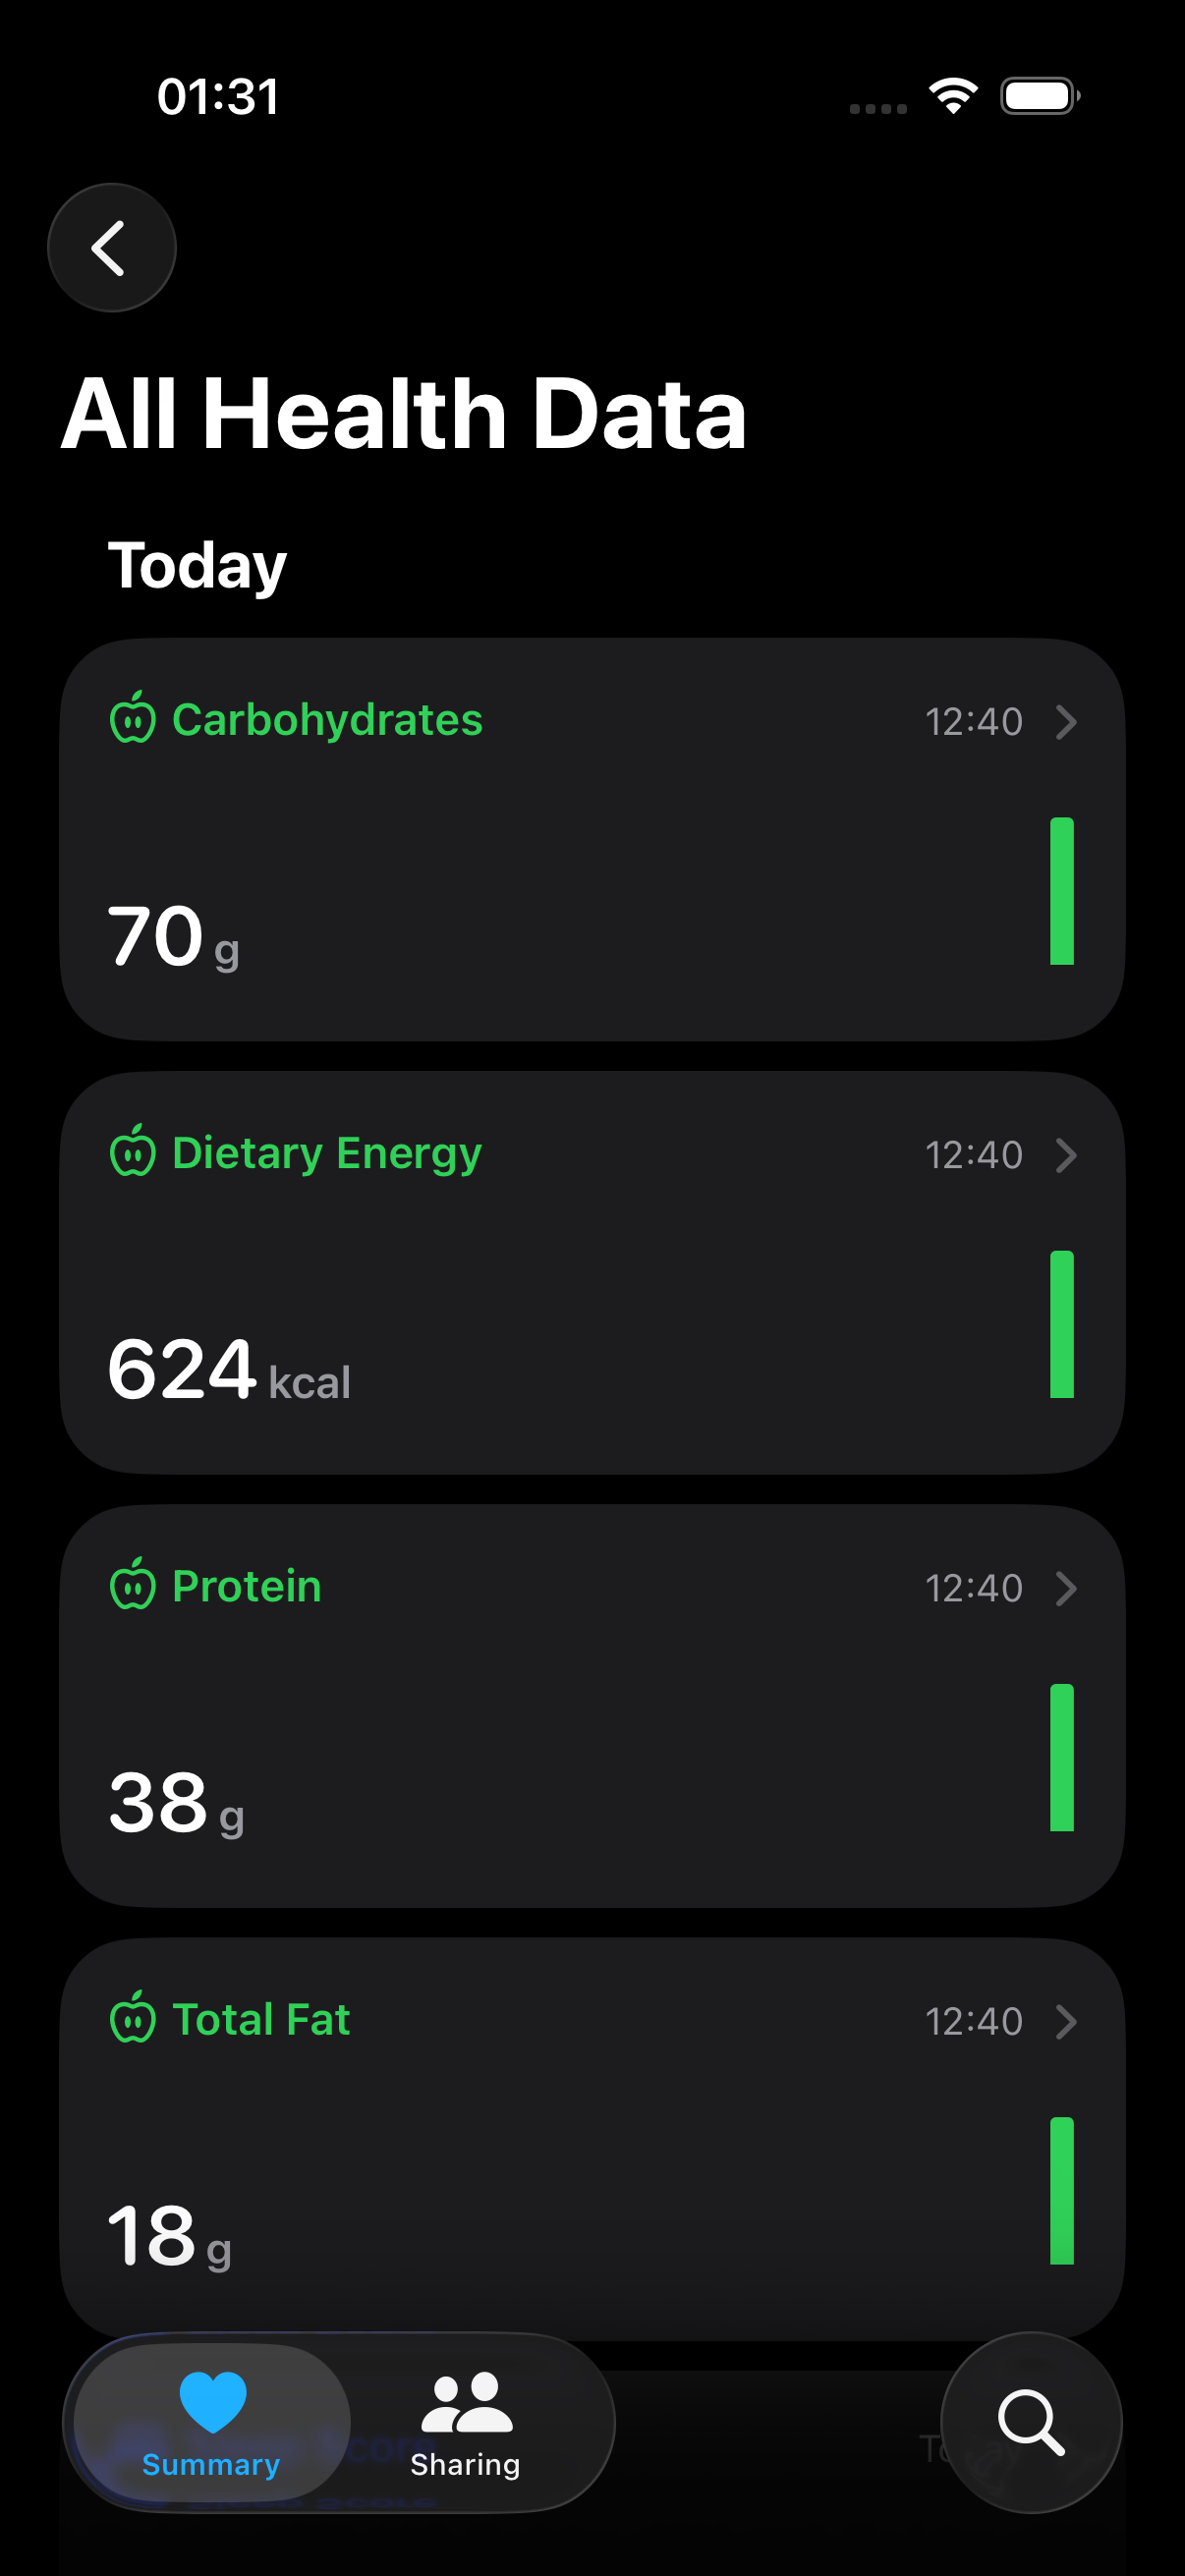 01:31
All Health Data
Today
Carbohydrates 12:40
70 g
Dietary Energy 12:40
624 kcal
Protein 12:40
38 g
Total Fat 12:40
18 g
Summary Sharing